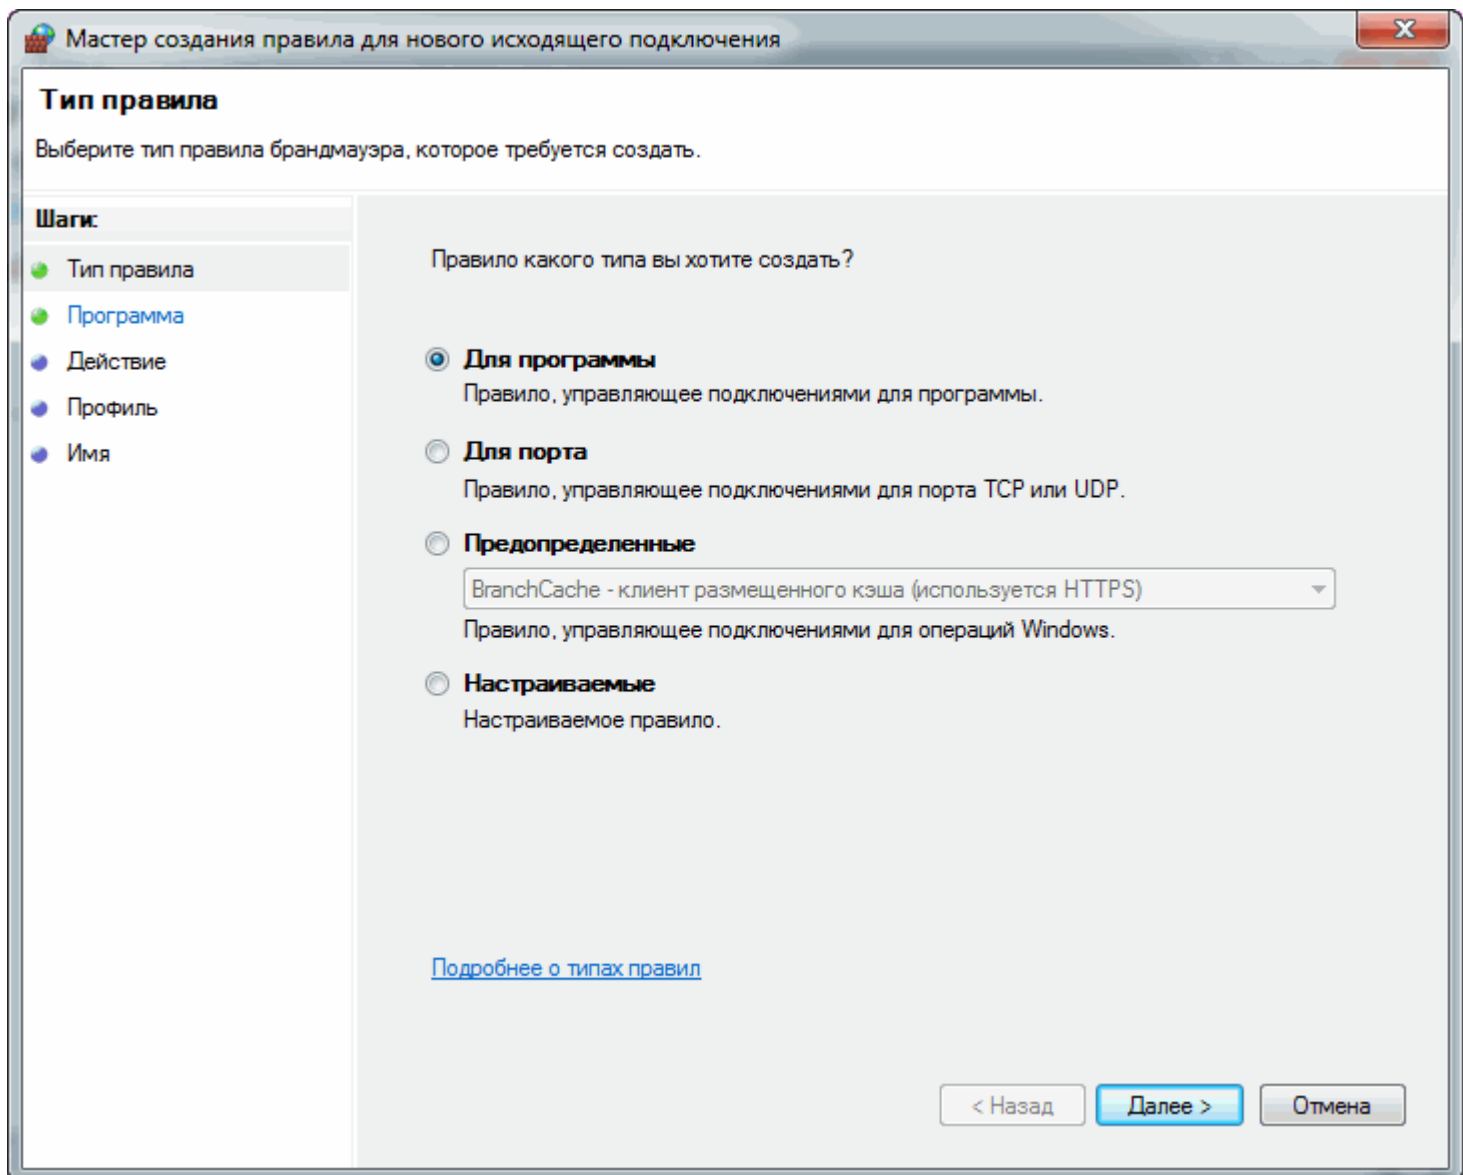 Мастер создания правила для нового исходящего подключения
Тип правила
Выберите тип правила брандмауэра, которое требуется создать.
Шаги:
Тип правила
Программа
Действие
Профиль
Имя
Правило какого типа вы хотите создать?
Для программы
Правило, управляющее подключениями для программы.
Для порта
Правило, управляющее подключениями для порта TCP или UDP.
Предопределенные
BranchCache - клиент размещенного кэша (используется HTTPS)
Правило, управляющее подключениями для операций Windows.
Настраиваемые
Настраиваемое правило.
Подробнее о типах правил
< Назад
Далее >
Отмена